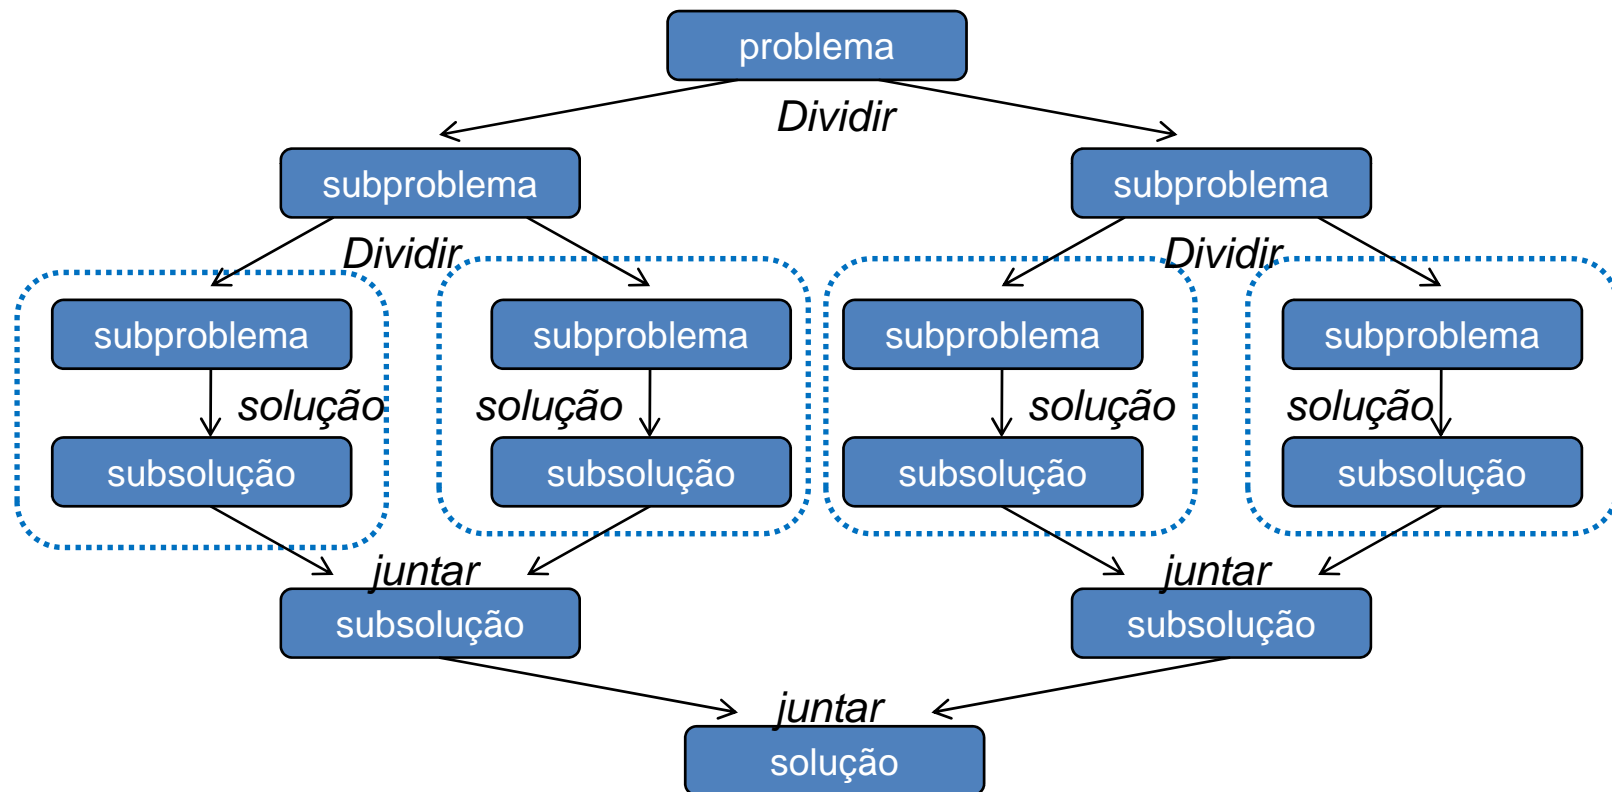 problema
Dividir
subproblema
subproblema
Dividir
Dividir
subproblema
subproblema
subproblema
subproblema
solução
solução
solução
solução
subsolução
subsolução
subsolução
subsolução
juntar
juntar
subsolução
subsolução
juntar
solução